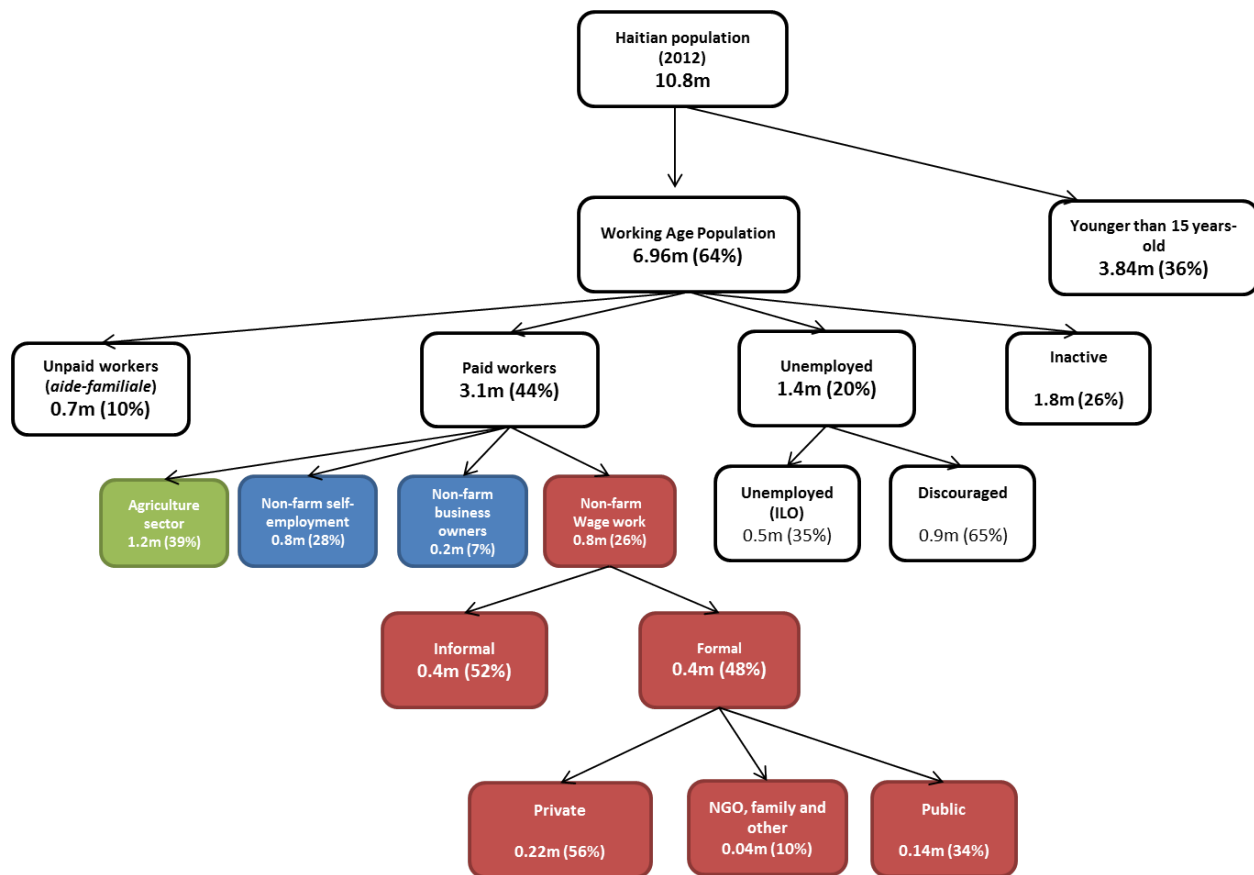 Haitian population
(2012)
10.8m
Working Age Population
6.96m (64%)
Younger than 15 years-
old
3.84m (36%)
Unpaid workers
(aide-familiale)
0.7m (10%)
Paid workers
3.1m (44%)
Unemployed
1.4m (20%)
Inactive
1.8m (26%)
Agriculture
sector
1.2m (39%)
Non-farm self-
employment
0.8m (28%)
Non-farm
business
owners
0.2m (7%)
Non-farm
Wage work
0.8m (26%)
Unemployed
(ILO)
0.5m (35%)
Discouraged
0.9m (65%)
Informal
0.4m (52%)
Formal
0.4m (48%)
Private
0.22m (56%)
NGO, family and
other
0.04m (10%)
Public
0.14m (34%)